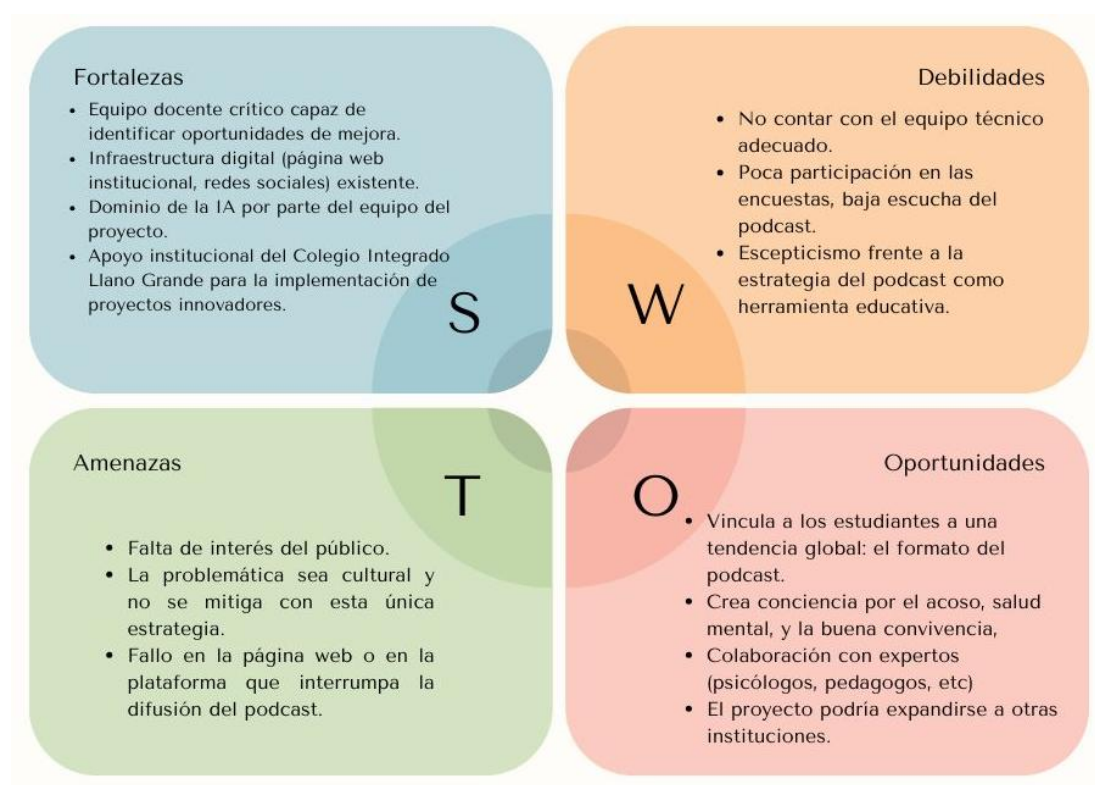 Fortalezas
• Equipo docente crítico capaz de
identificar oportunidades de mejora.
• Infraestructura digital (página web
institucional, redes sociales) existente.
• Dominio de la IA por parte del equipo del
proyecto.
• Apoyo institucional del Colegio Integrado
Llano Grande para la implementación de
proyectos innovadores.
S
Debilidades
• No contar con el equipo técnico
adecuado.
• Poca participación en las
encuestas, baja escucha del
podcast.
• Escepticismo frente a la
estrategia del podcast como
herramienta educativa.
W
Amenazas
T
• Falta de interés del público.
• La problemática sea cultural y
no se mitiga con esta única
estrategia.
• Fallo en la página web o en la
plataforma que interrumpa la
difusión del podcast.
Oportunidades
O
• Vincula a los estudiantes a una
tendencia global: el formato del
podcast.
• Crea conciencia por el acoso, salud
mental, y la buena convivencia,
• Colaboración con expertos
(psicólogos, pedagogos, etc)
• El proyecto podría expandirse a otras
instituciones.